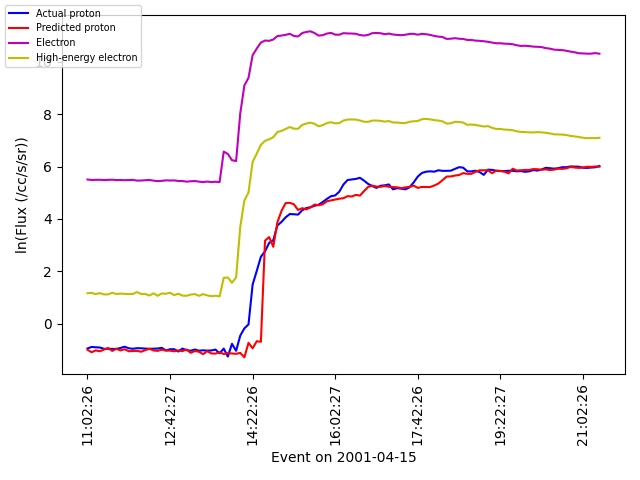 Actual proton
Predicted proton
Electron
High-energy electron
8
6
4
2
0
ln(Flux (/cc/s/sr))
11:02:26
12:42:27
14:22:26
16:02:27
17:42:26
19:22:27
21:02:26
Event on 2001-04-15